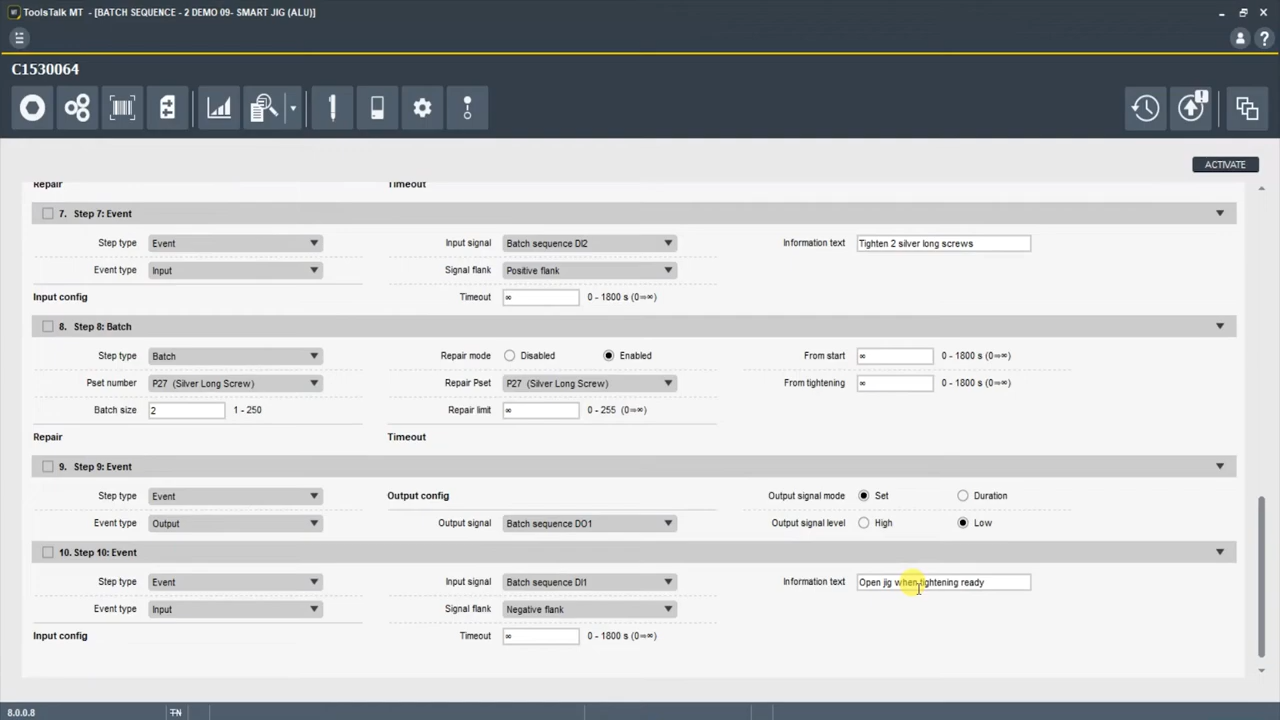 ToolsTalk MT - [BATCH SEQUENCE - 2 DEMO 09- SMART JIG (ALU)]
C1530064
ACTIVATE
Repair Timeout
7. Step 7: Event
Step type Event Input signal Batch sequence DI2 Information text Tighten 2 silver long screws
Event type Input Signal flank Positive flank
Input config Timeout ∞ 0 - 1800 s (0=∞)
8. Step 8: Batch
Step type Batch Repair mode Disabled Enabled From start ∞ 0 - 1800 s (0=∞)
Pset number P27 (Silver Long Screw) Repair Pset P27 (Silver Long Screw) From tightening ∞ 0 - 1800 s (0=∞)
Batch size 2 1 - 250 Repair limit ∞ 0 - 255 (0=∞)
Repair Timeout
9. Step 9: Event
Step type Event Output config Output signal mode Set Duration
Event type Output Output signal Batch sequence DO1 Output signal level High Low
10. Step 10: Event
Step type Event Input signal Batch sequence DI1 Information text Open jig when tightening ready
Event type Input Signal flank Negative flank
Input config Timeout ∞ 0 - 1800 s (0=∞)
8.0.0.8 TN